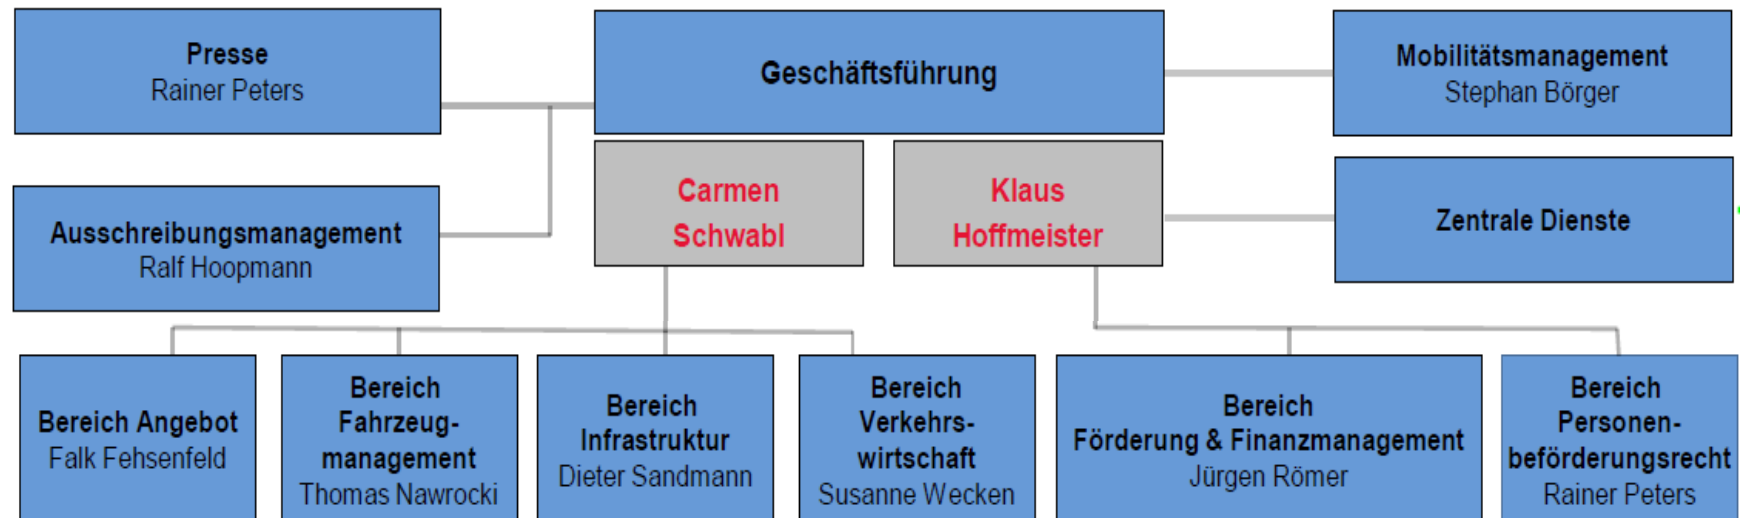 Presse
Rainer Peters
Geschäftsführung
Mobilitätsmanagement
Stephan Börger
Ausschreibungsmanagement
Ralf Hoopmann
Carmen
Schwabl
Klaus
Hoffmeister
Zentrale Dienste
Bereich Angebot
Falk Fehsenfeld
Bereich
Fahrzeug-
management
Thomas Nawrocki
Bereich
Infrastruktur
Dieter Sandmann
Bereich
Verkehrs-
wirtschaft
Susanne Wecken
Bereich
Förderung & Finanzmanagement
Jürgen Römer
Bereich
Personen-
beförderungsrecht
Rainer Peters